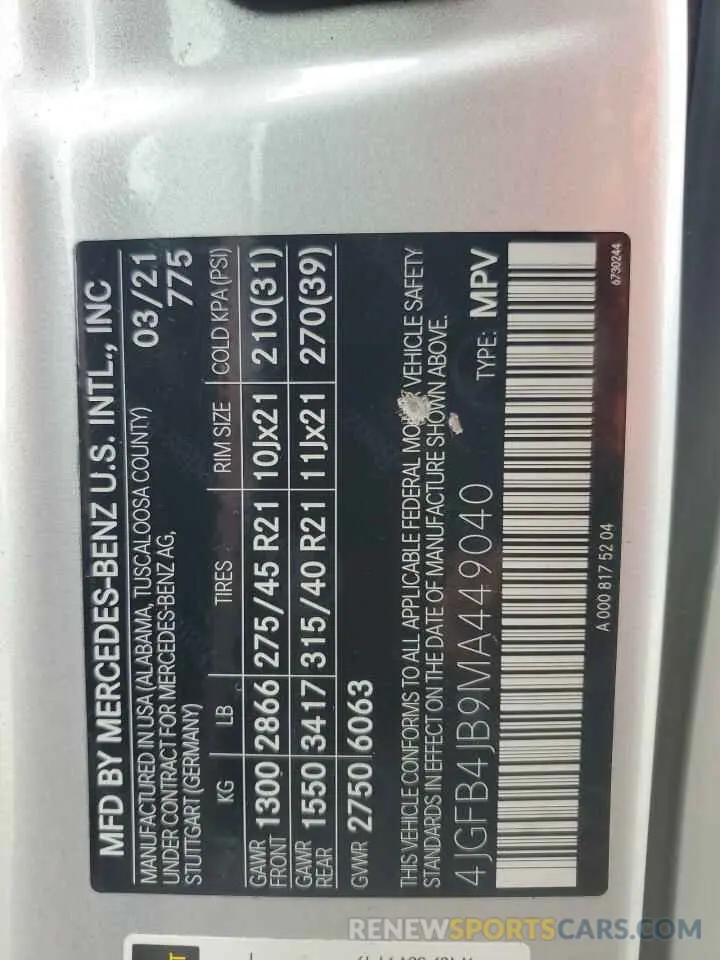 MFD BY MERCEDES-BENZ U.S. INTL., INC
MANUFACTURED IN USA (ALABAMA, TUSCALOOSA COUNTY) 03/21
UNDER CONTRACT FOR MERCEDES-BENZ AG, 775
STUTTGART (GERMANY)
KG LB TIRES RIM SIZE COLD KPA (PSI)
GAWR FRONT 1300 2866 275/45 R21 10Jx21 210(31)
GAWR REAR 1550 3417 315/40 R21 11Jx21 270(39)
GVWR 2750 6063
THIS VEHICLE CONFORMS TO ALL APPLICABLE FEDERAL VEHICLE SAFETY
STANDARDS IN EFFECT ON THE DATE OF MANUFACTURE SHOWN ABOVE.
4JGFB4JB9MA449040 TYPE: MPV
A 000 817 52 04 6730244
RENEWSPORTSCARS.COM